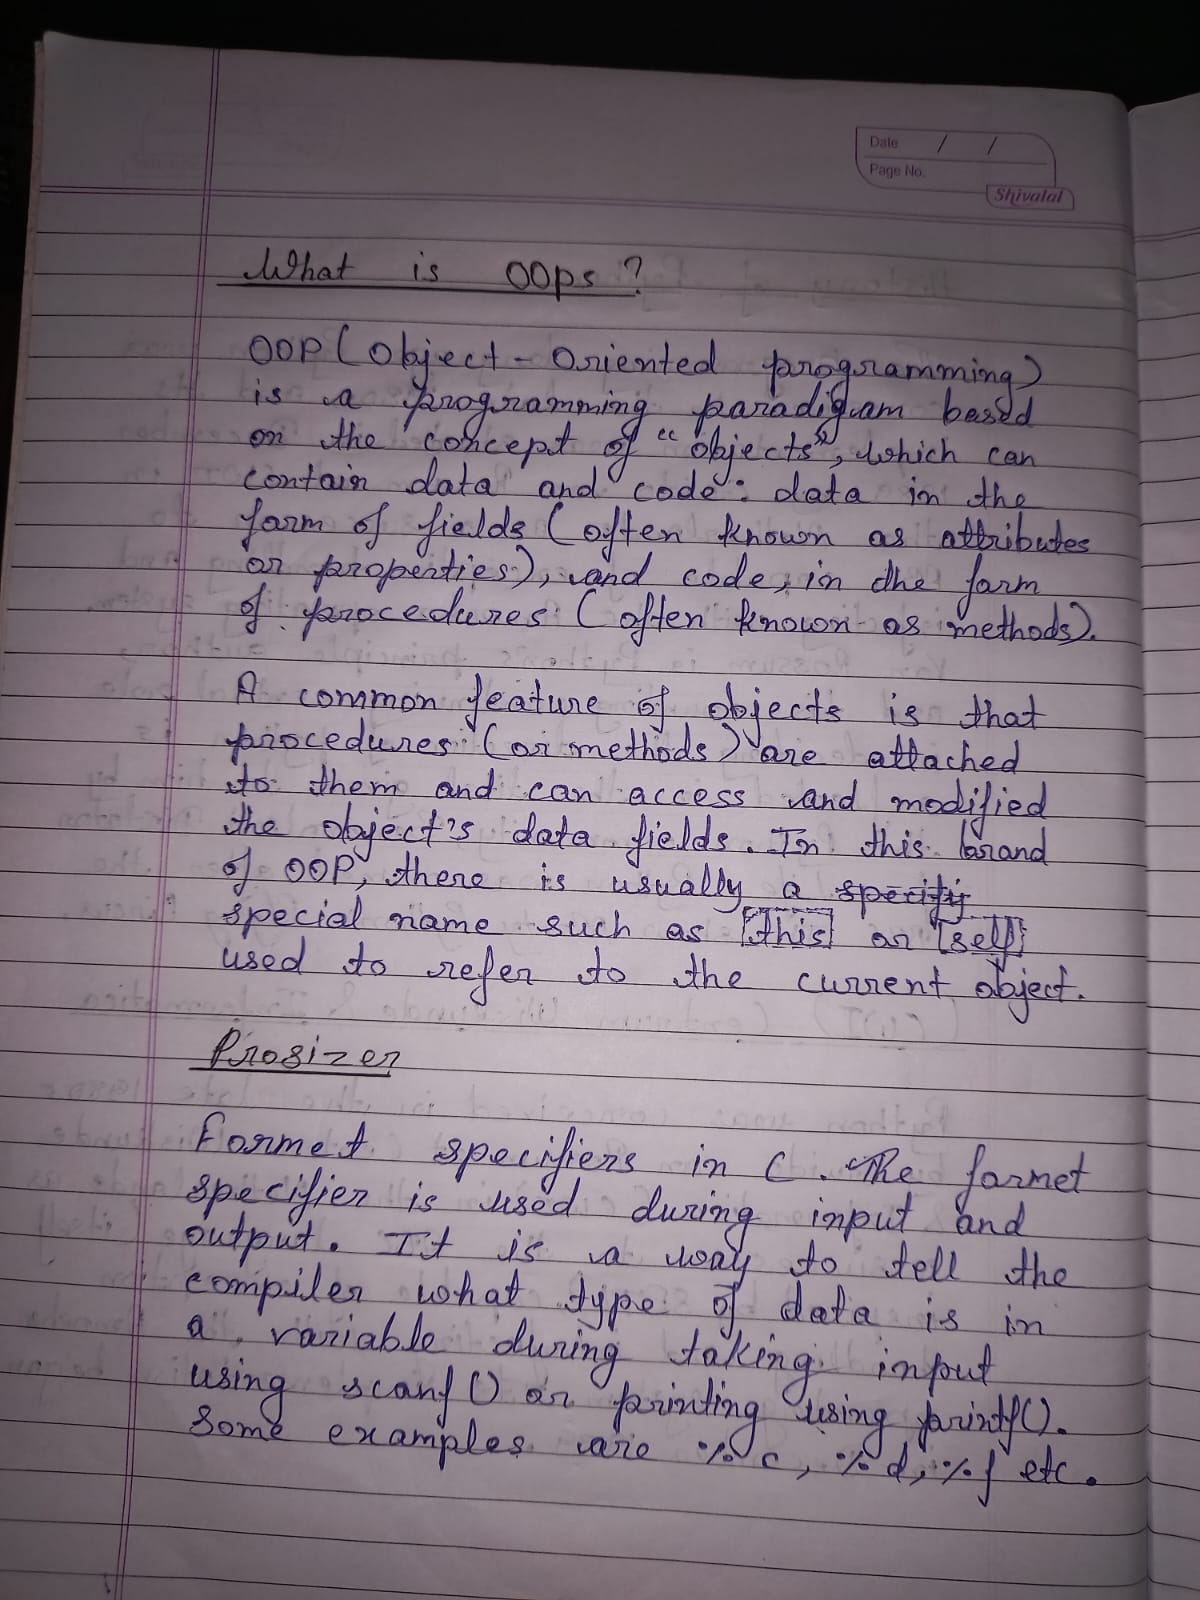 Date / /
Page No.
Shivalal
What is OOPs?
OOP (Object - Oriented programming)
is a programming paradigam based
on the concept of "objects", which can
contain data and code: data in the
form of fields (often known as attributes
or properties), and code, in the form
of procedures (often known as methods).
A common feature of objects is that
procedures (or methods) are attached
to them and can access and modified
the object's data fields. In this brand
of OOP, there is usually a specify
special name such as [this] or [self]
used to refer to the current object.
Formet specifiers in C. The formet
specifier is used during input and
output. It is a way to tell the
compiler what type of data is in
a variable during taking input
using scanf() or printing using printf().
Some examples are %c, %d, %f etc.